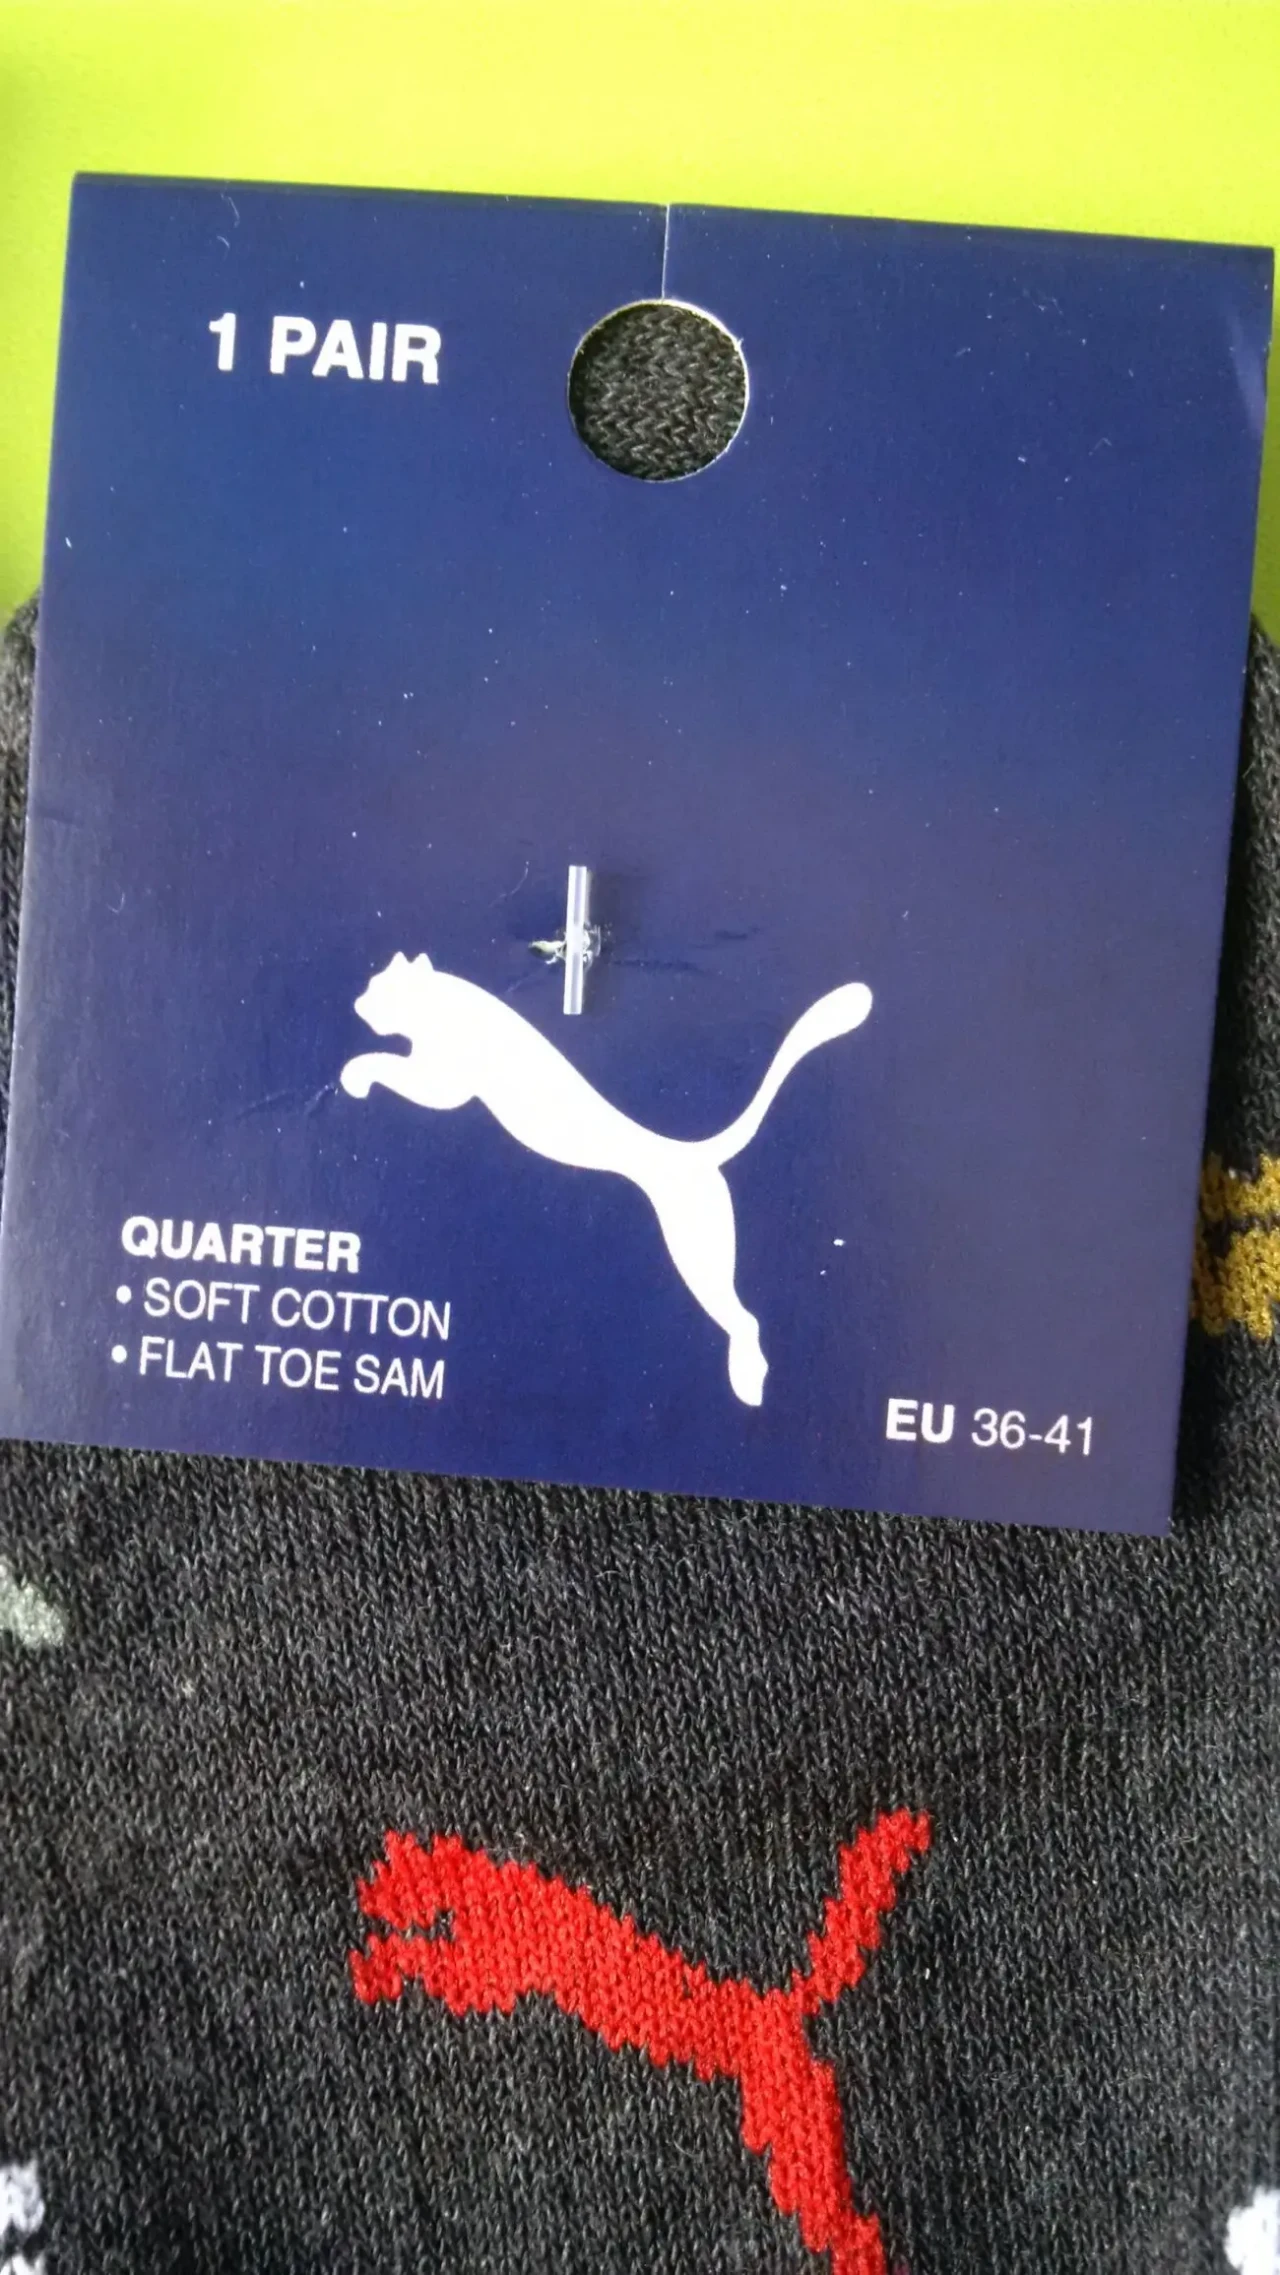 1 PAIR
QUARTER
• SOFT COTTON
• FLAT TOE SAM
EU 36-41